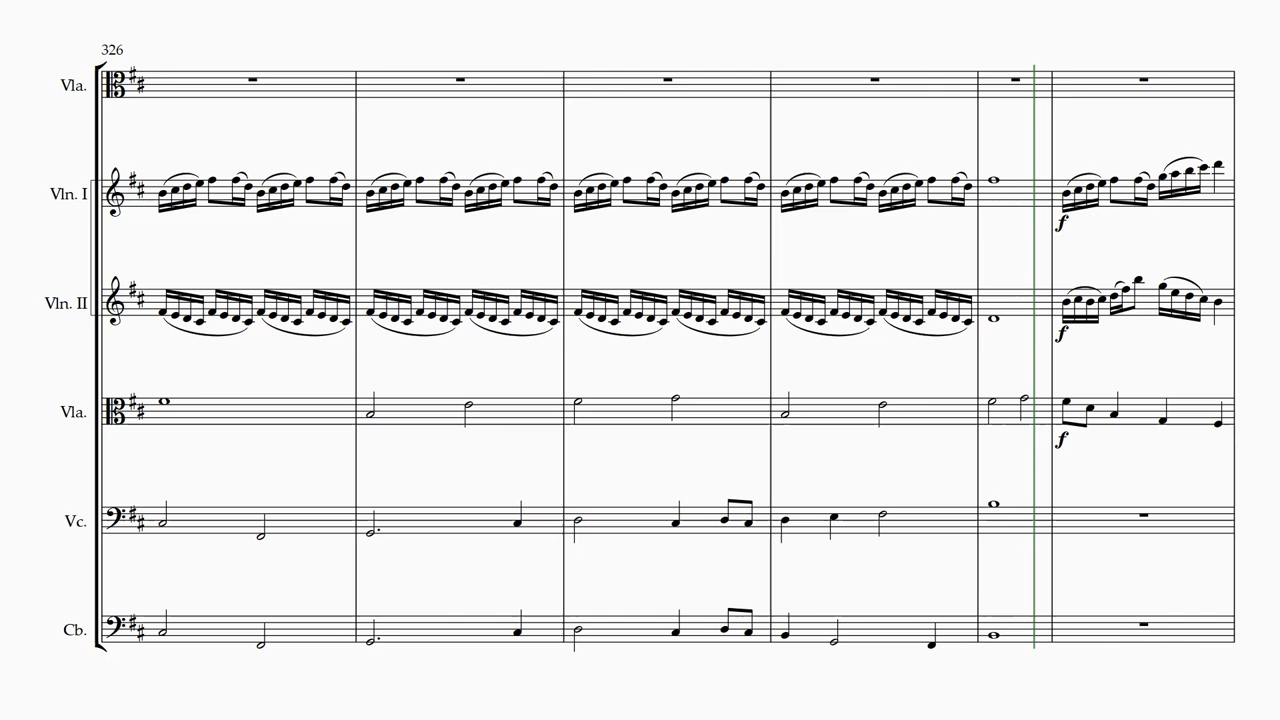 326
Vla.
Vln. I
f
Vln. II
f
Vla.
f
Vc.
Cb.